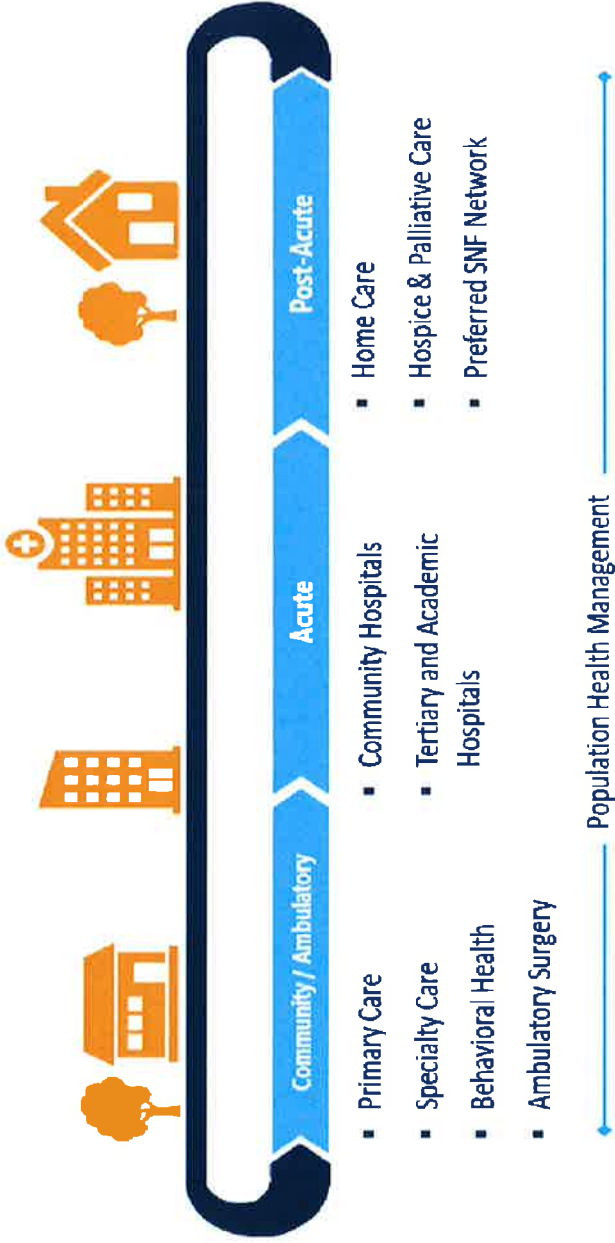 Community / Ambulatory
Acute
Post-Acute
▪ Primary Care
▪ Specialty Care
▪ Behavioral Health
▪ Ambulatory Surgery
▪ Community Hospitals
▪ Tertiary and Academic
Hospitals
▪ Home Care
▪ Hospice & Palliative Care
▪ Preferred SNF Network
Population Health Management